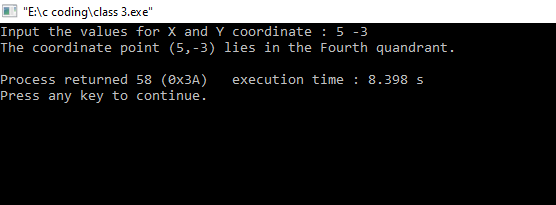 "E:\c coding\class 3.exe"
Input the values for X and Y coordinate : 5 -3
The coordinate point (5,-3) lies in the Fourth quandrant.
Process returned 58 (0x3A)   execution time : 8.398 s
Press any key to continue.